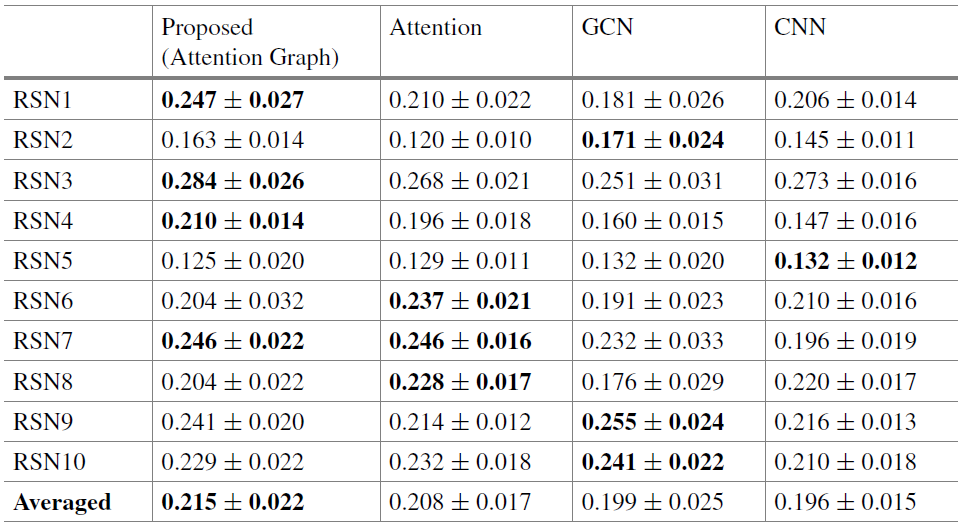 Proposed (Attention Graph) Attention GCN CNN
RSN1 0.247 ± 0.027 0.210 ± 0.022 0.181 ± 0.026 0.206 ± 0.014
RSN2 0.163 ± 0.014 0.120 ± 0.010 0.171 ± 0.024 0.145 ± 0.011
RSN3 0.284 ± 0.026 0.268 ± 0.021 0.251 ± 0.031 0.273 ± 0.016
RSN4 0.210 ± 0.014 0.196 ± 0.018 0.160 ± 0.015 0.147 ± 0.016
RSN5 0.125 ± 0.020 0.129 ± 0.011 0.132 ± 0.020 0.132 ± 0.012
RSN6 0.204 ± 0.032 0.237 ± 0.021 0.191 ± 0.023 0.210 ± 0.016
RSN7 0.246 ± 0.022 0.246 ± 0.016 0.232 ± 0.033 0.196 ± 0.019
RSN8 0.204 ± 0.022 0.228 ± 0.017 0.176 ± 0.029 0.220 ± 0.017
RSN9 0.241 ± 0.020 0.214 ± 0.012 0.255 ± 0.024 0.216 ± 0.013
RSN10 0.229 ± 0.022 0.232 ± 0.018 0.241 ± 0.022 0.210 ± 0.018
Averaged 0.215 ± 0.022 0.208 ± 0.017 0.199 ± 0.025 0.196 ± 0.015